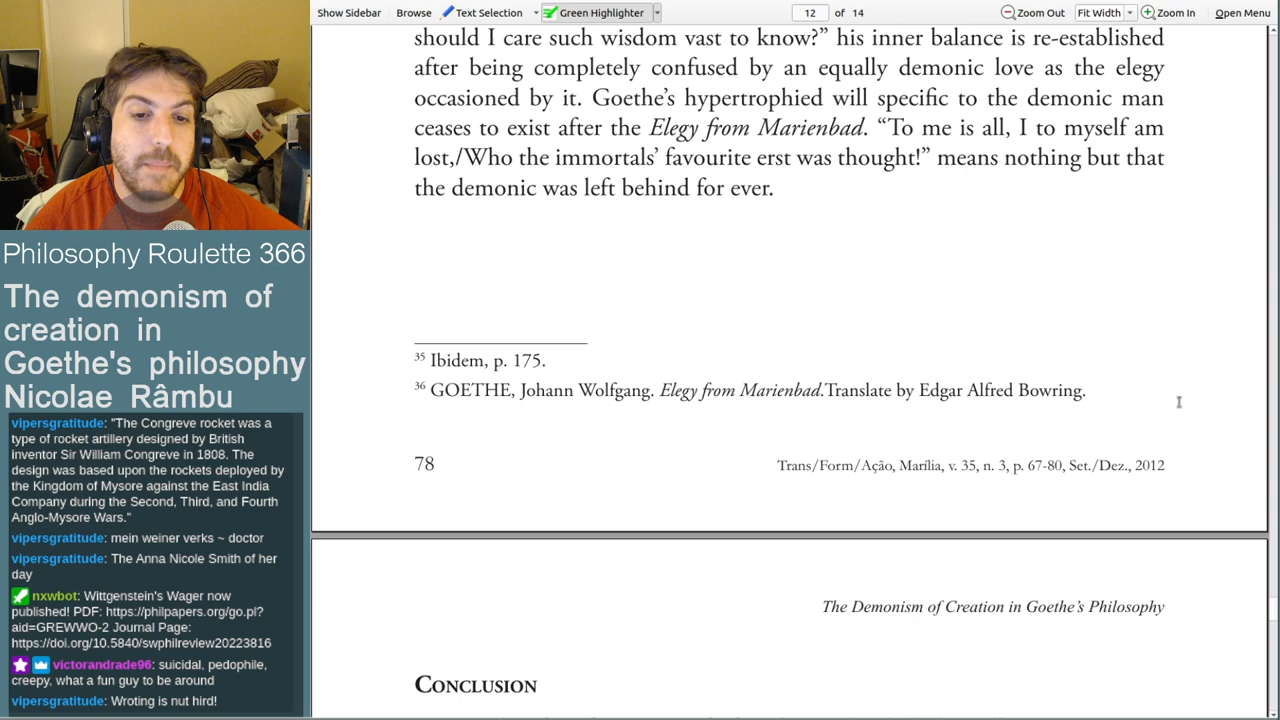 Show Sidebar Browse Text Selection Green Highlighter 12 of 14 Zoom Out Fit Width Zoom In Open Menu
should I care such wisdom vast to know?” his inner balance is re-established
after being completely confused by an equally demonic love as the elegy
occasioned by it. Goethe’s hypertrophied will specific to the demonic man
ceases to exist after the Elegy from Marienbad. “To me is all, I to myself am
lost,/Who the immortals’ favourite erst was thought!” means nothing but that
the demonic was left behind for ever.
35 Ibidem, p. 175.
36 GOETHE, Johann Wolfgang. Elegy from Marienbad.Translate by Edgar Alfred Bowring.
78 Trans/Form/Ação, Marília, v. 35, n. 3, p. 67-80, Set./Dez., 2012
The Demonism of Creation in Goethe’s Philosophy
Conclusion
Philosophy Roulette 366
The demonism of
creation in
Goethe's philosophy
Nicolae Râmbu
vipersgratitude: "The Congreve rocket was a
type of rocket artillery designed by British
inventor Sir William Congreve in 1808. The
design was based upon the rockets deployed by
the Kingdom of Mysore against the East India
Company during the Second, Third, and Fourth
Anglo-Mysore Wars."
vipersgratitude: mein weiner verks ~ doctor
vipersgratitude: The Anna Nicole Smith of her
day
nxwbot: Wittgenstein's Wager now
published! PDF: https://philpapers.org/go.pl?
aid=GREWWO-2 Journal Page:
https://doi.org/10.5840/swphilreview20223816
victorandrade96: suicidal, pedophile,
creepy, what a fun guy to be around
vipersgratitude: Wroting is nut hird!